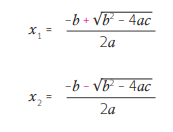 x₁ = -b + √b² - 4ac
2a
x₂ = -b - √b² - 4ac
2a